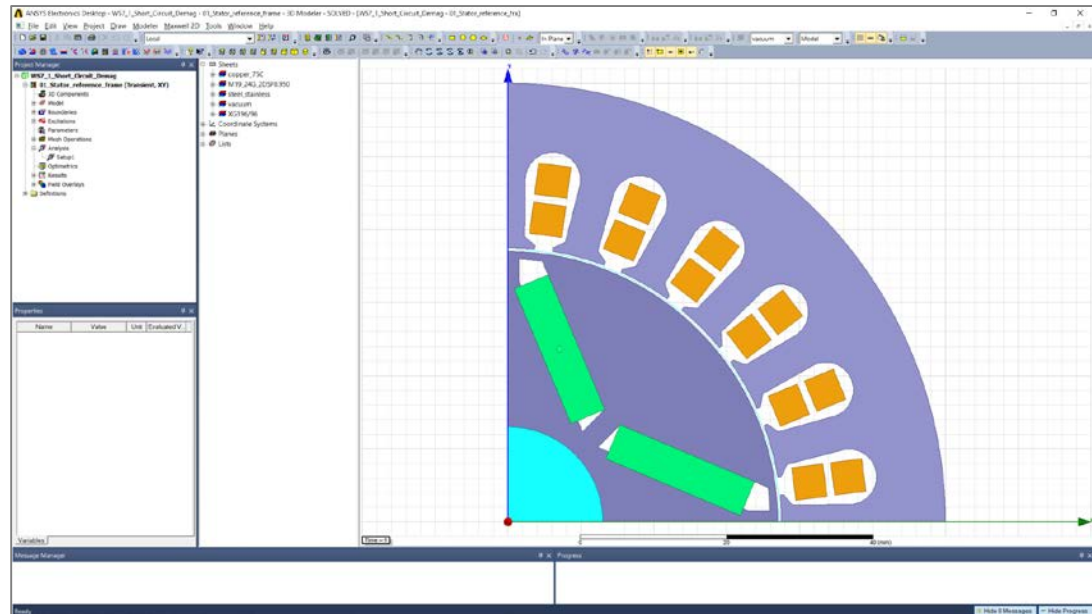 ANSYS Electronics Desktop - WS7_1_Short_Circuit_Demag - 01_Stator_reference_frame - 3D Modeler - SOLVED - [WS7_1_Short_Circuit_Demag - 01_Stator_reference_fra]
File Edit View Project Draw Modeler Maxwell 2D Tools Window Help
Local
In Plane
vacuum
Model
Project Manager
WS7_1_Short_Circuit_Demag
01_Stator_reference_frame (Transient, XY)
3D Components
Model
Boundaries
Excitations
Parameters
Mesh Operations
Analysis
Setup1
Optimetrics
Results
Field Overlays
Definitions
Sheets
copper_75C
M19_24G_2DSF0.950
steel_stainless
vacuum
XG196/96
Coordinate Systems
Planes
Lists
Properties
Name Value Unit Evaluated V...
Variables
Time =
0 20 40 (mm)
Message Manager
Progress
Ready
Hide 0 Messages Hide Progress